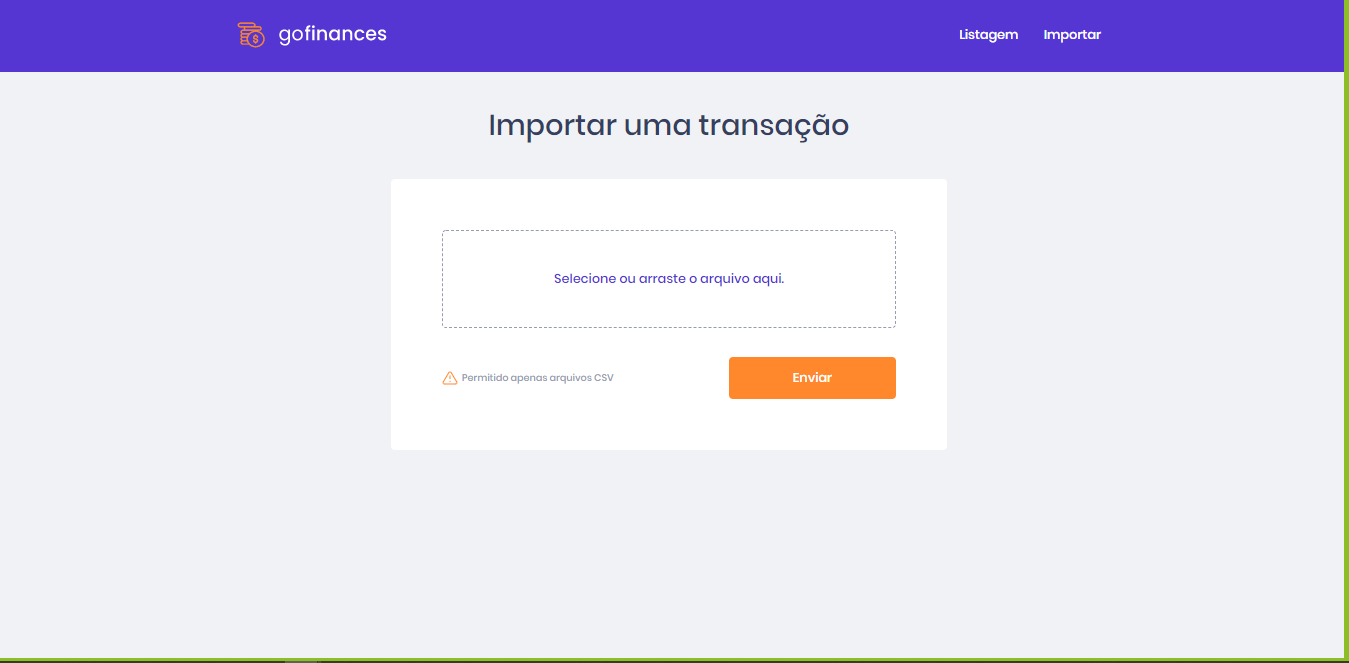 gofinances
Listagem
Importar
Importar uma transação
Selecione ou arraste o arquivo aqui.
Permitido apenas arquivos CSV
Enviar